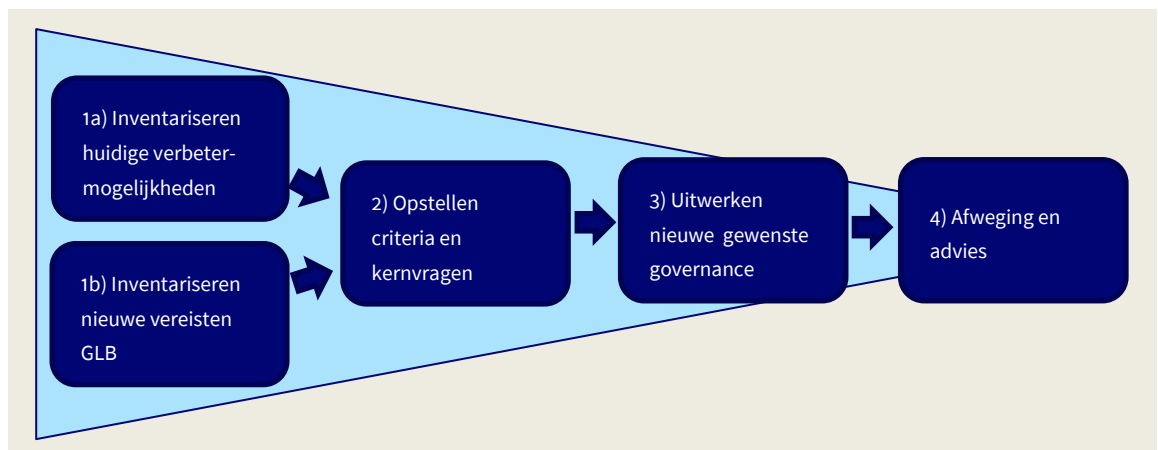 1a) Inventariseren
huidige verbeter-
mogelijkheden
1b) Inventariseren
nieuwe vereisten
GLB
2) Opstellen
criteria en
kernvragen
3) Uitwerken
nieuwe gewenste
governance
4) Afweging en
advies